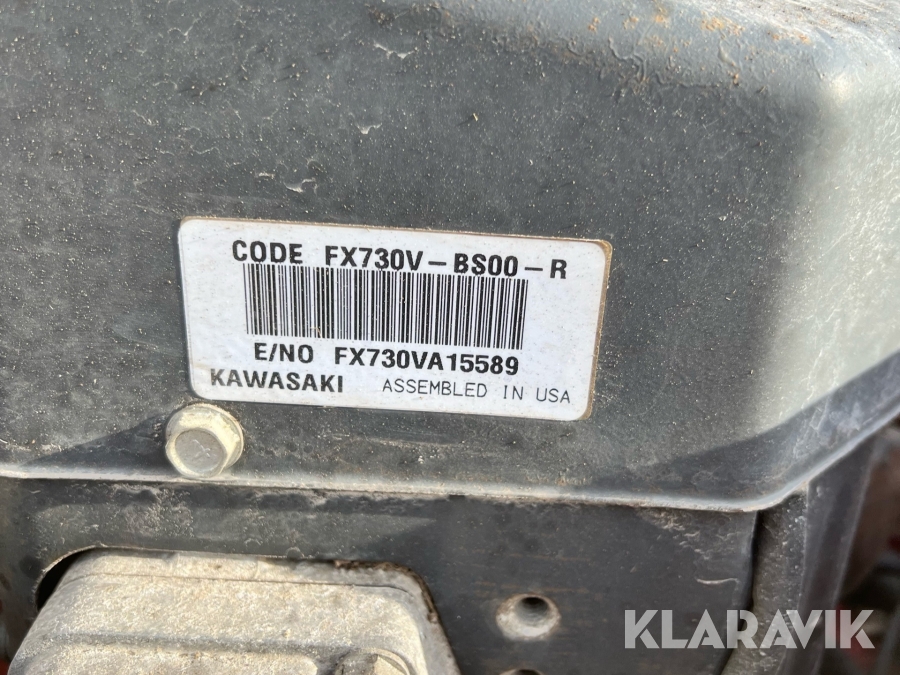 CODE FX730V-BS00-R
E/NO FX730VA15589
KAWASAKI ASSEMBLED IN USA
KLARAVIK